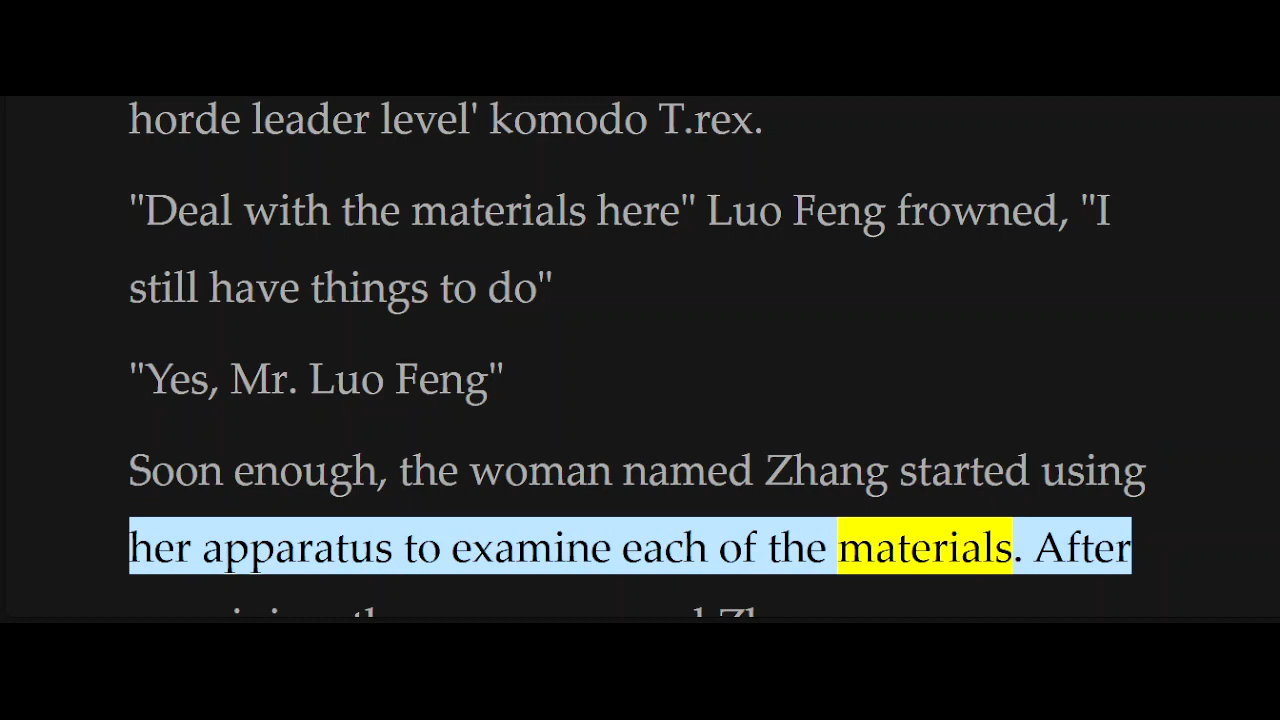 horde leader level' komodo T.rex.
"Deal with the materials here" Luo Feng frowned, "I
still have things to do"
"Yes, Mr. Luo Feng"
Soon enough, the woman named Zhang started using
her apparatus to examine each of the materials. After